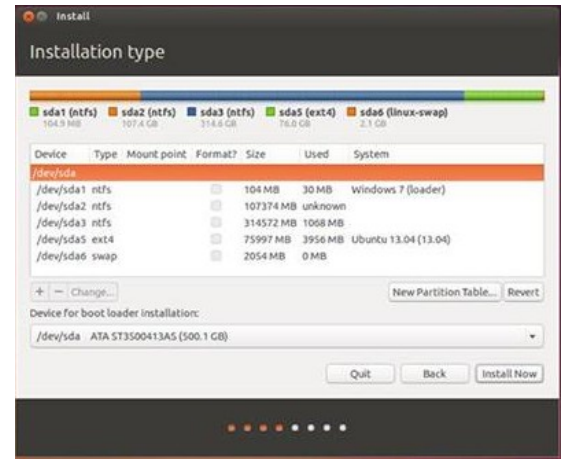 Install
Installation type
sda1 (ntfs) sda2 (ntfs) sda3 (ntfs) sda5 (ext4) sda6 (linux-swap)
104.9 MB 107.4 GB 314.6 GB 76.0 GB 2.1 GB
Device Type Mount point Format? Size Used System
/dev/sda
/dev/sda1 ntfs 104 MB 30 MB Windows 7 (loader)
/dev/sda2 ntfs 107374 MB unknown
/dev/sda3 ntfs 314572 MB 1068 MB
/dev/sda5 ext4 75997 MB 3956 MB Ubuntu 13.04 (13.04)
/dev/sda6 swap 2054 MB 0 MB
+ − Change... New Partition Table... Revert
Device for boot loader installation:
/dev/sda ATA ST3500413AS (500.1 GB)
Quit Back Install Now